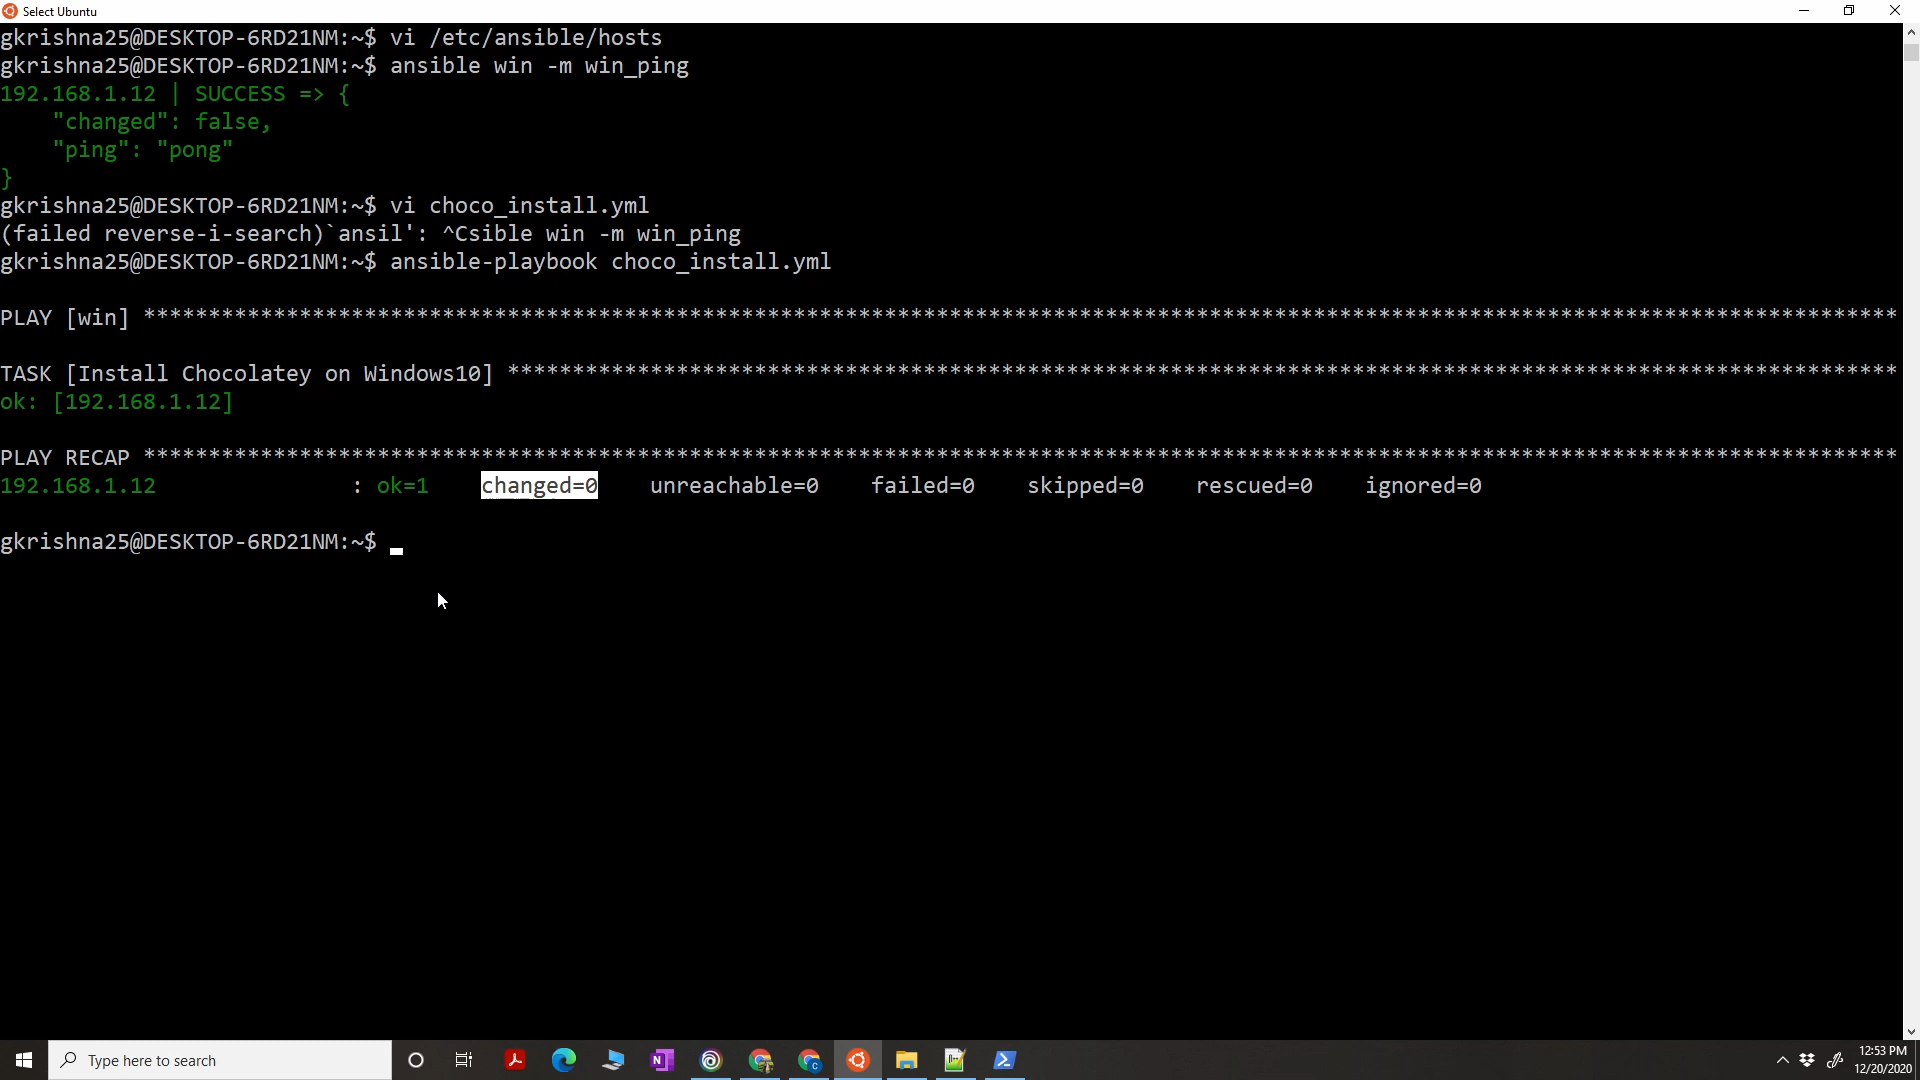 Select Ubuntu
gkrishna25@DESKTOP-6RD21NM:~$ vi /etc/ansible/hosts
gkrishna25@DESKTOP-6RD21NM:~$ ansible win -m win_ping
192.168.1.12 | SUCCESS => {
    "changed": false,
    "ping": "pong"
}
gkrishna25@DESKTOP-6RD21NM:~$ vi choco_install.yml
(failed reverse-i-search)`ansil': ^Csible win -m win_ping
gkrishna25@DESKTOP-6RD21NM:~$ ansible-playbook choco_install.yml
PLAY [win] ***************************************************************************************************************************************
TASK [Install Chocolatey on Windows10] ***********************************************************************************************************
ok: [192.168.1.12]
PLAY RECAP ***************************************************************************************************************************************
192.168.1.12               : ok=1    changed=0    unreachable=0    failed=0    skipped=0    rescued=0    ignored=0
gkrishna25@DESKTOP-6RD21NM:~$
Type here to search
12:53 PM
12/20/2020